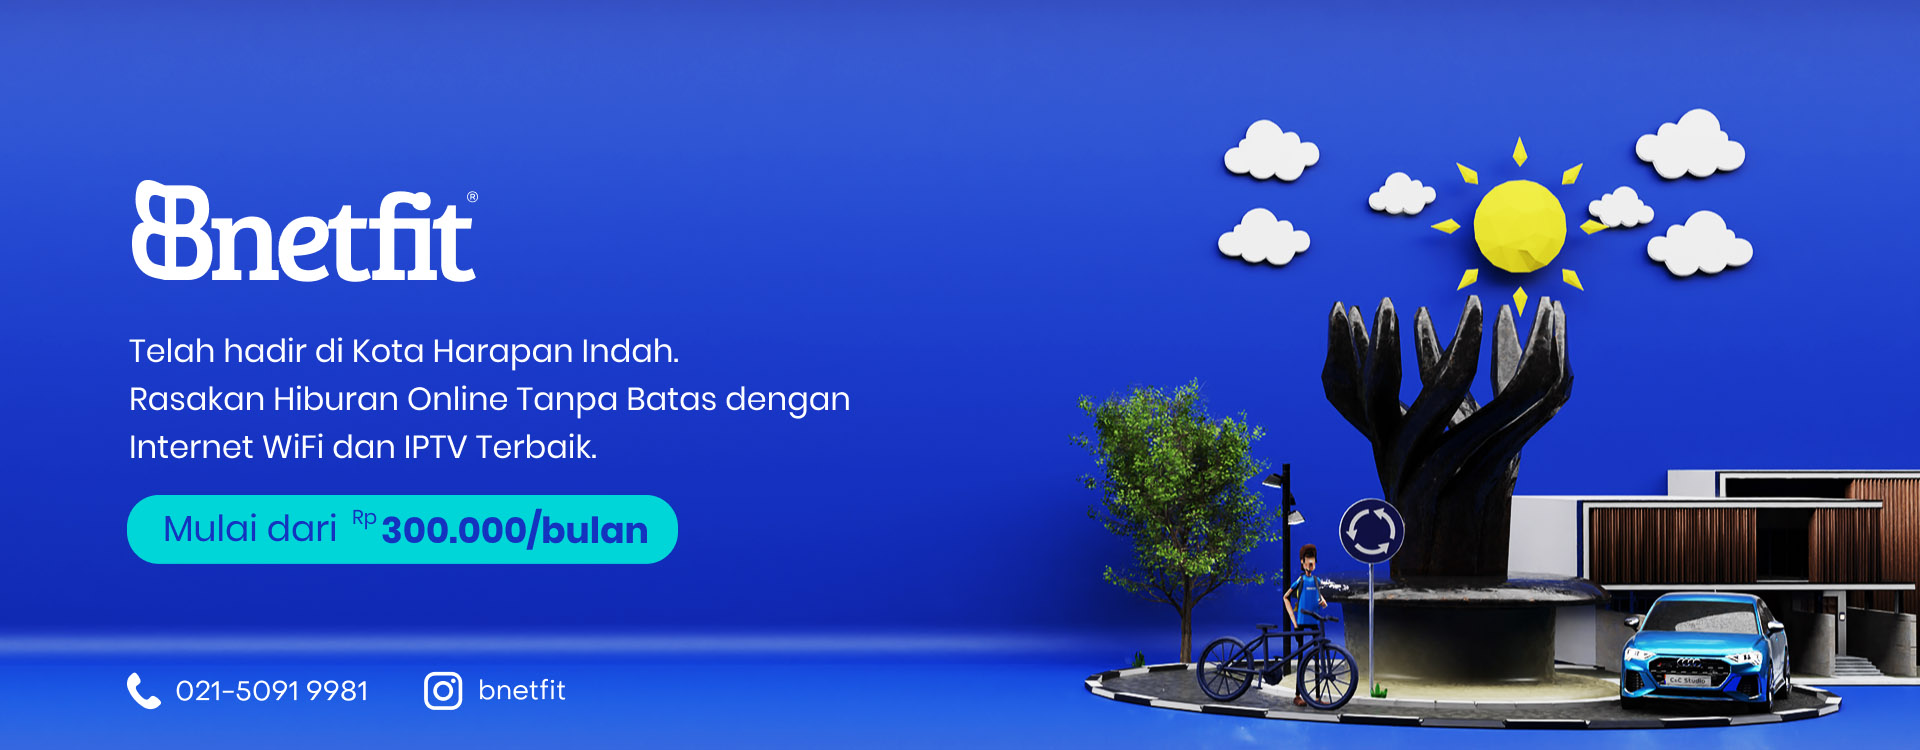 Bnetfit®
Telah hadir di Kota Harapan Indah.
Rasakan Hiburan Online Tanpa Batas dengan
Internet WiFi dan IPTV Terbaik.
Mulai dari Rp 300.000/bulan
021-5091 9981
bnetfit
C&C Studio